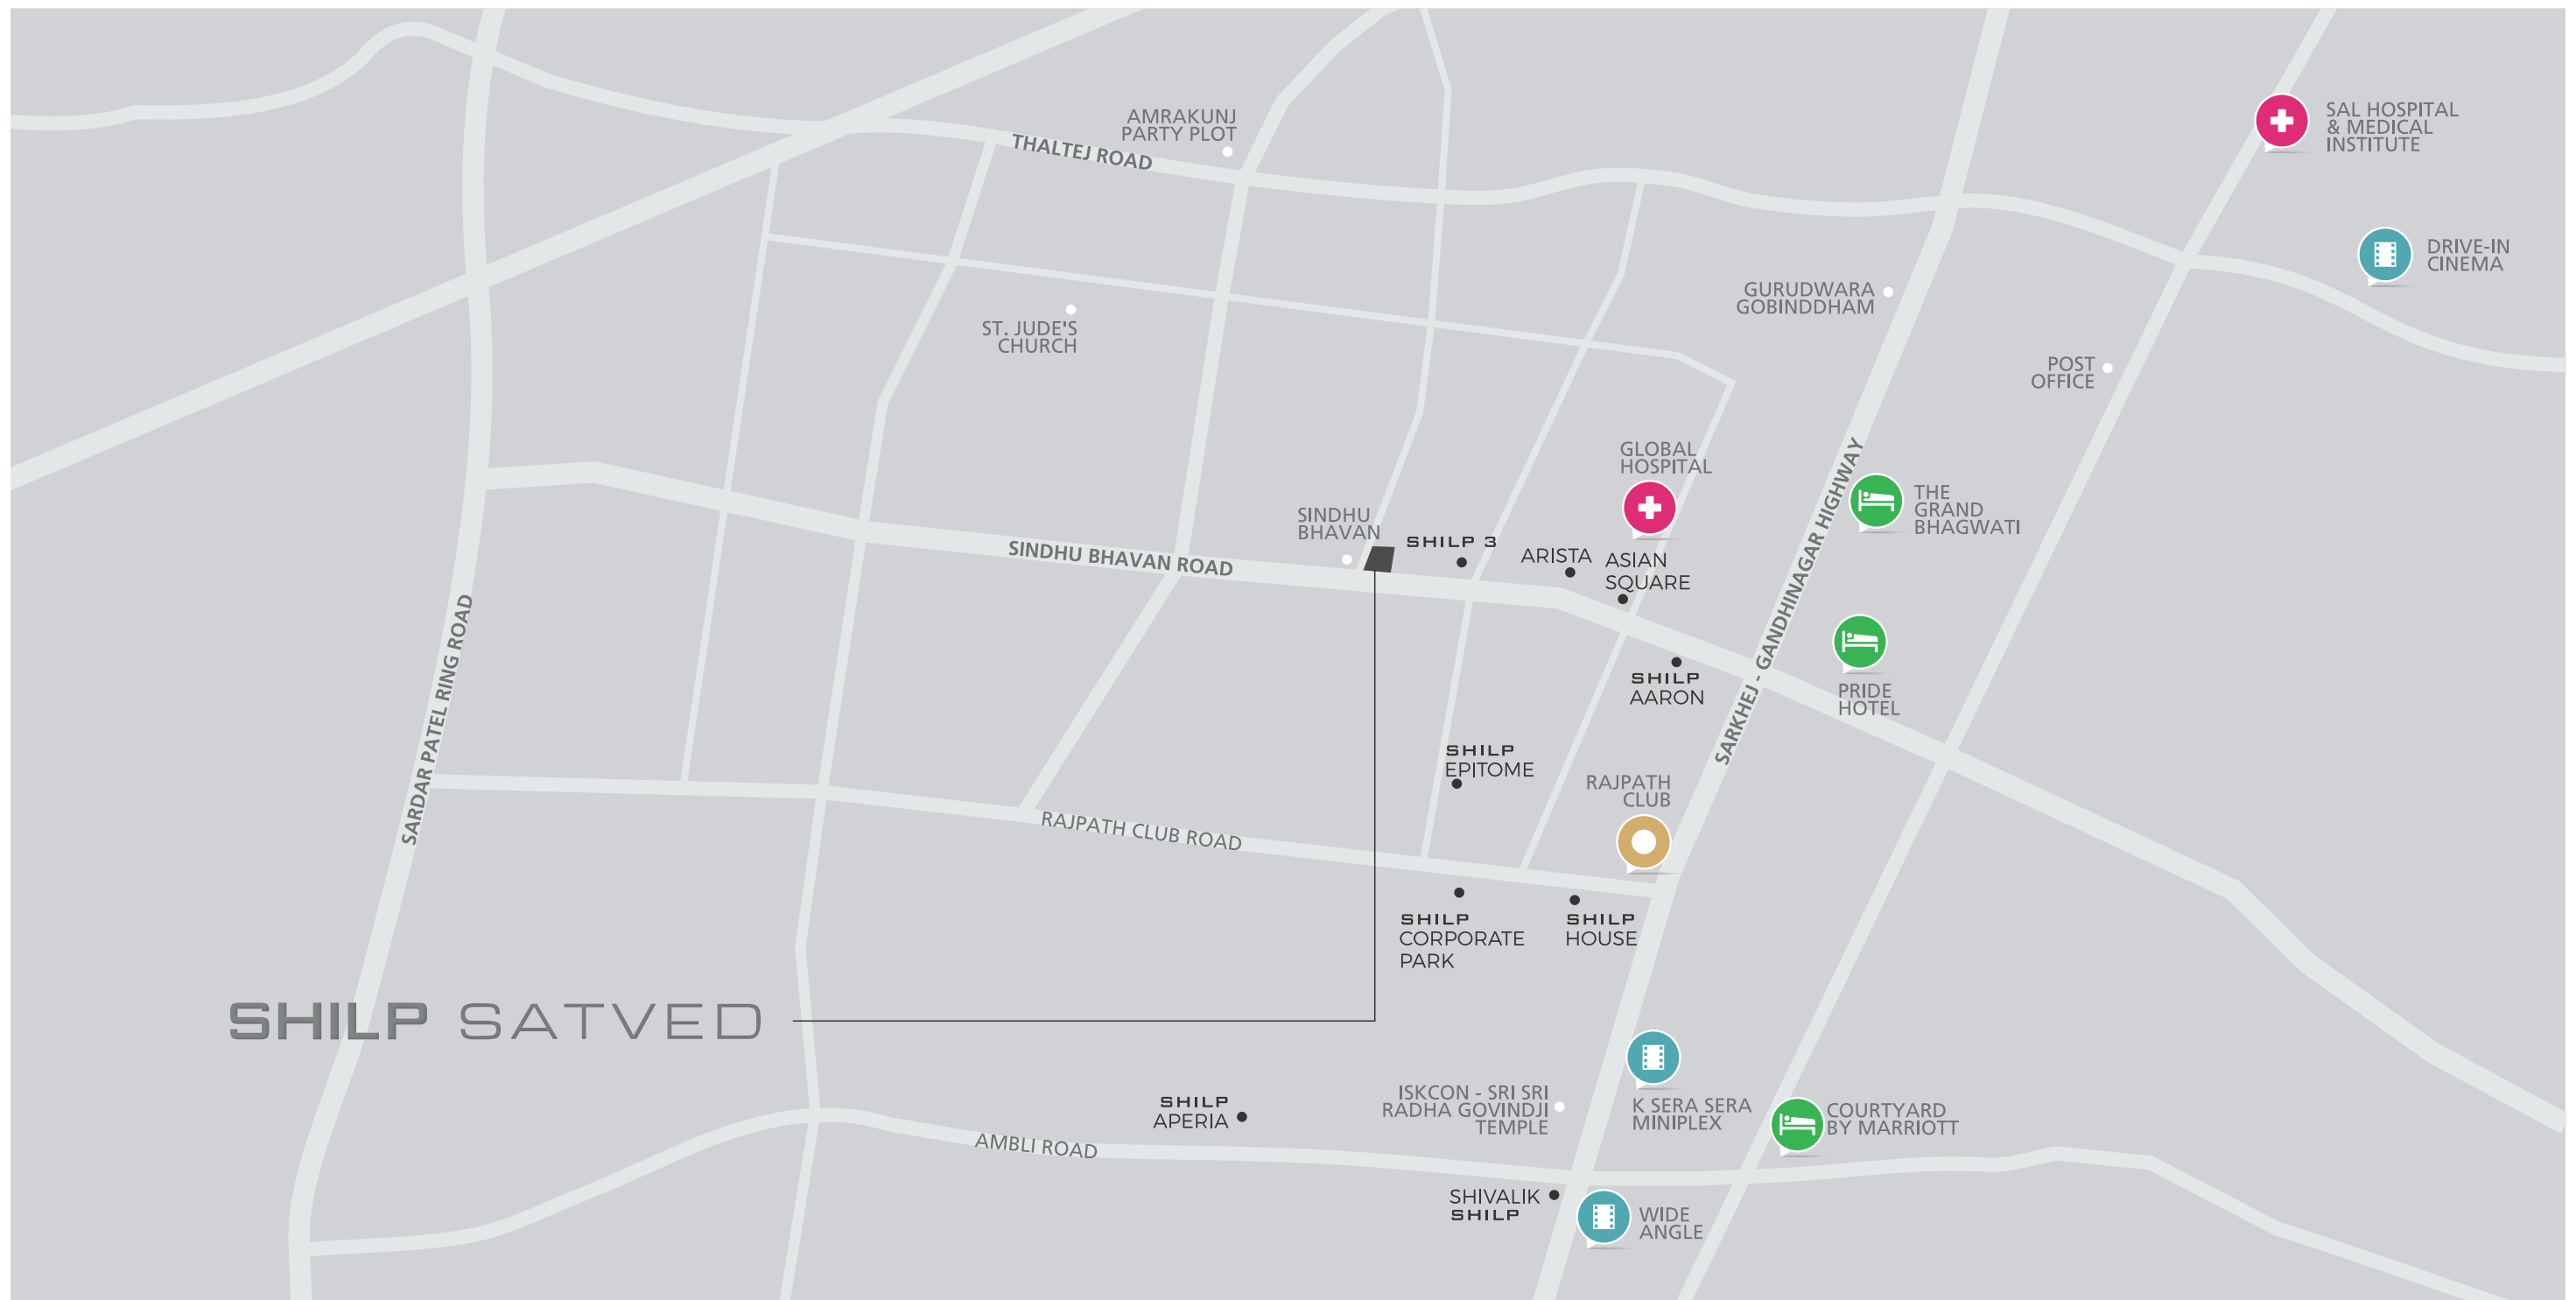 AMRAKUNJ
PARTY PLOT
THALTEJ ROAD
SAL HOSPITAL
& MEDICAL
INSTITUTE
DRIVE-IN
CINEMA
GURUDWARA
GOBINDDHAM
ST. JUDE'S
CHURCH
POST
OFFICE
GLOBAL
HOSPITAL
SARKHEJ - GANDHINAGAR HIGHWAY
THE
GRAND
BHAGWATI
SINDHU
BHAVAN
SHILP 3
ARISTA
ASIAN
SQUARE
SINDHU BHAVAN ROAD
SARDAR PATEL RING ROAD
SHILP
AARON
PRIDE
HOTEL
SHILP
EPITOME
RAJPATH
CLUB
RAJPATH CLUB ROAD
SHILP
CORPORATE
PARK
SHILP
HOUSE
SHILP SATVED
SHILP
APERIA
ISKCON - SRI SRI
RADHA GOVINDJI
TEMPLE
K SERA SERA
MINIPLEX
COURTYARD
BY MARRIOTT
AMBLI ROAD
SHIVALIK
SHILP
WIDE
ANGLE